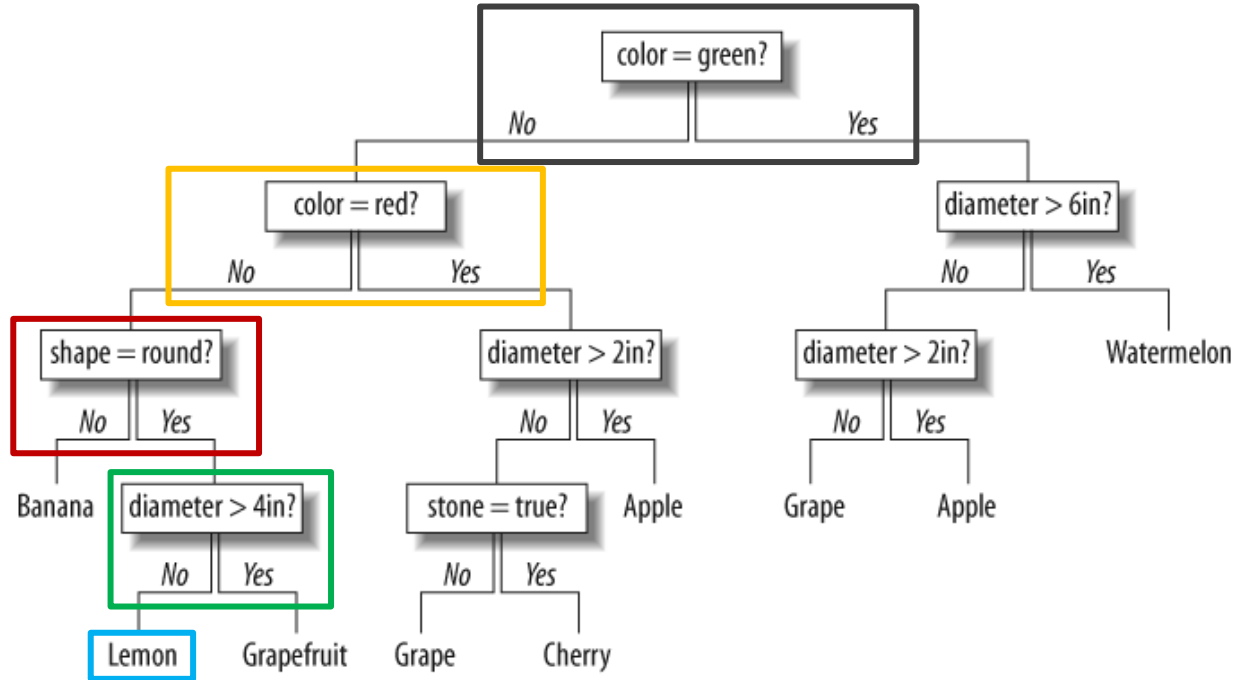 color = green?
No
Yes
color = red?
diameter > 6in?
No
Yes
No
Yes
shape = round?
diameter > 2in?
diameter > 2in?
Watermelon
No
Yes
No
Yes
No
Yes
Banana
diameter > 4in?
stone = true?
Apple
Grape
Apple
No
Yes
No
Yes
Lemon
Grapefruit
Grape
Cherry